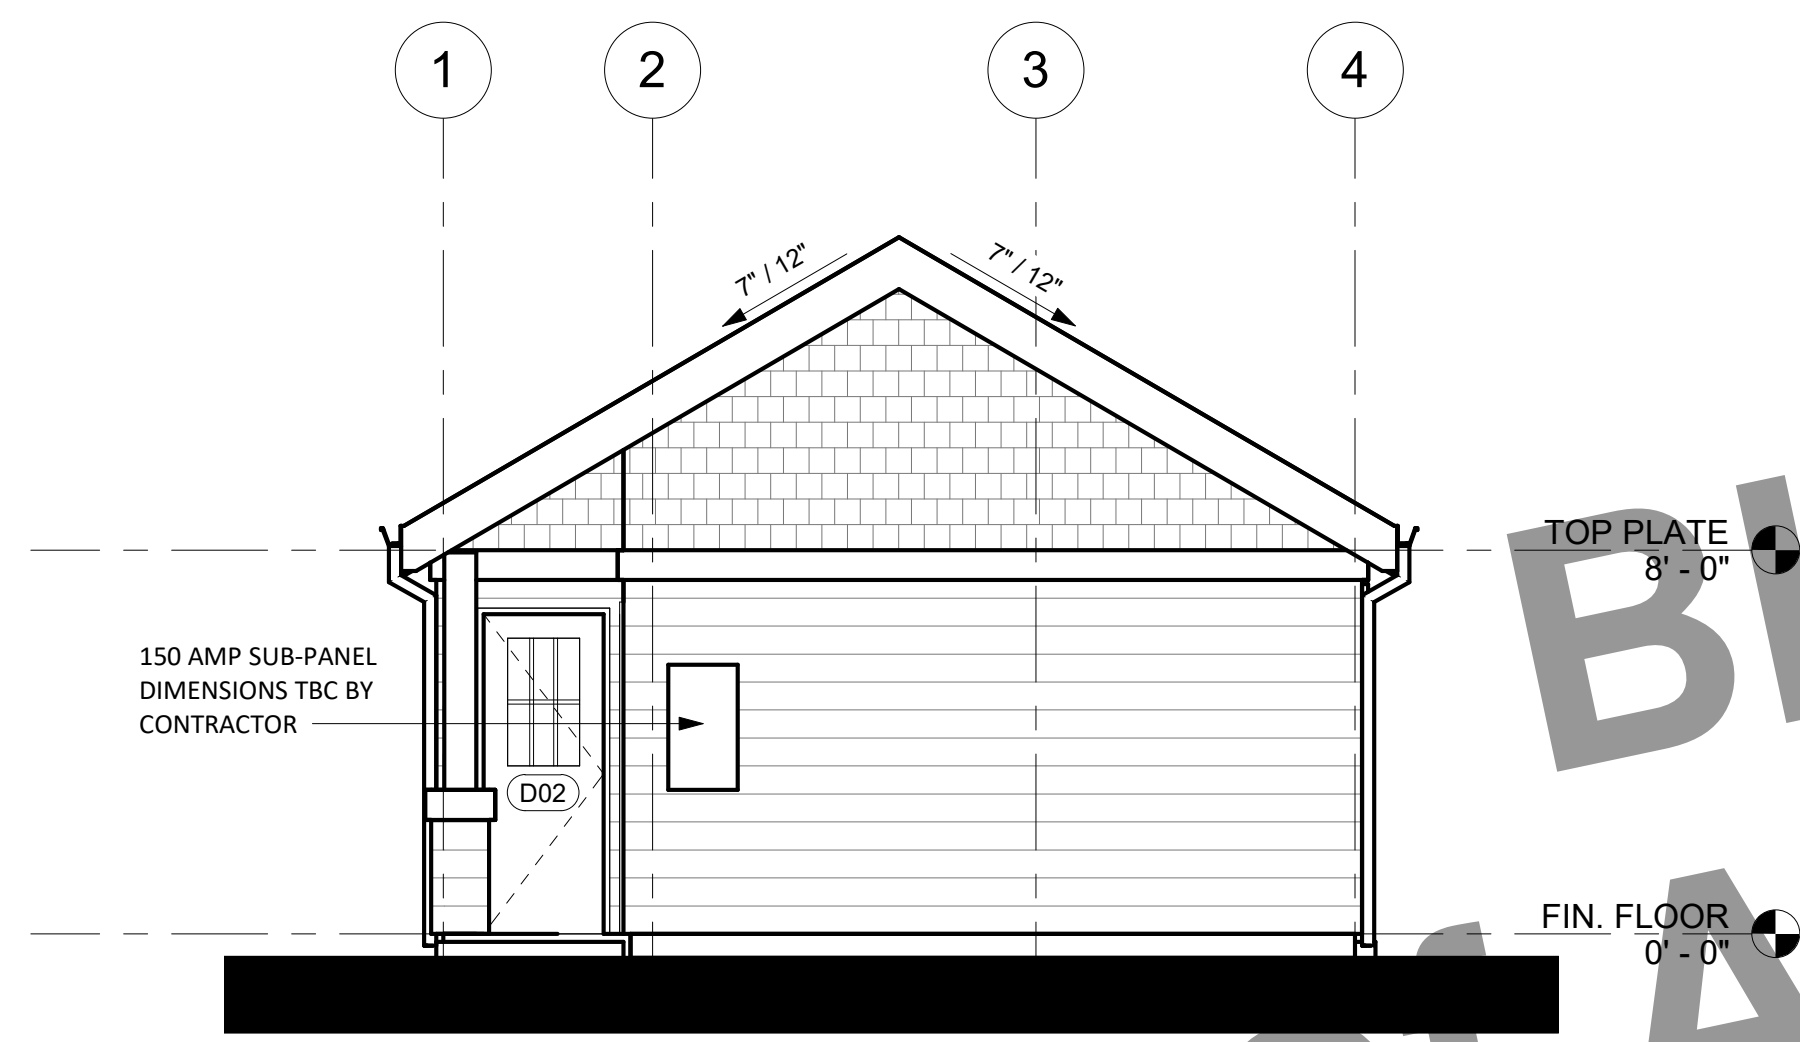 1 2 3 4
7" / 12" 7" / 12"
TOP PLATE
8' - 0"
150 AMP SUB-PANEL
DIMENSIONS TBC BY
CONTRACTOR
D02
FIN. FLOOR
0' - 0"